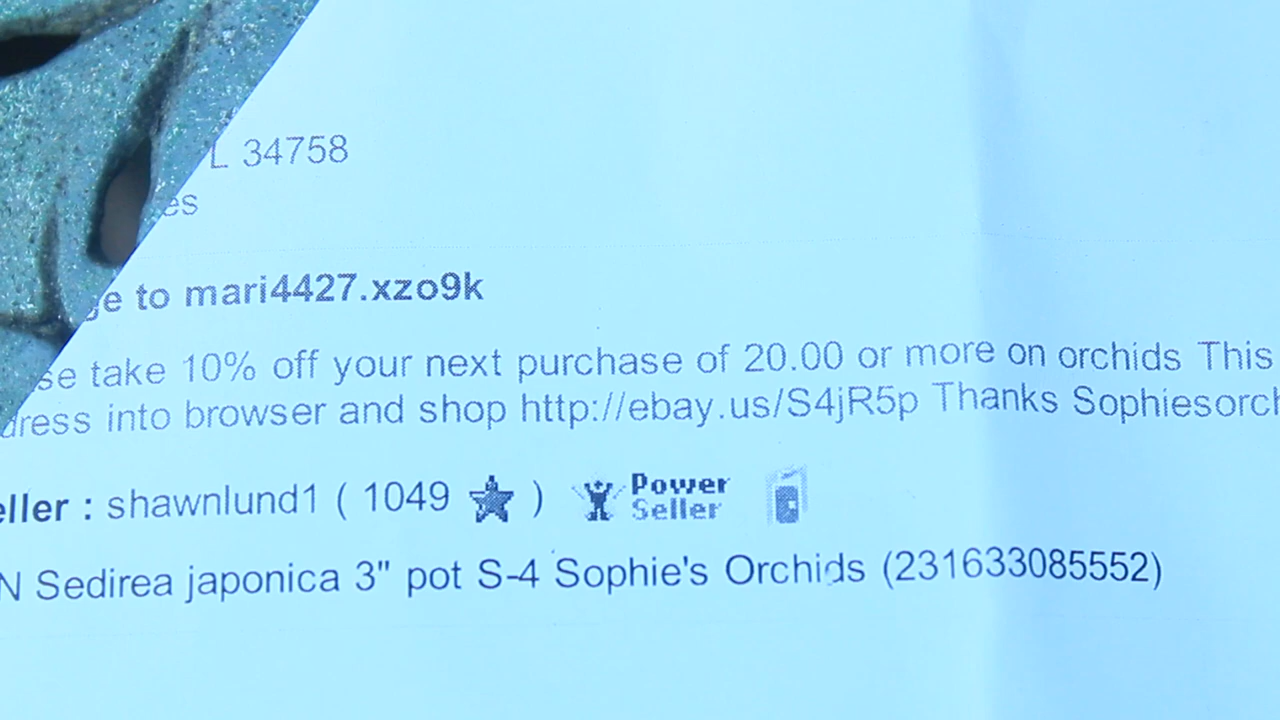 L 34758
es
e to mari4427.xzo9k
se take 10% off your next purchase of 20.00 or more on orchids This
dress into browser and shop http://ebay.us/S4jR5p Thanks Sophiesorch
eller : shawnlund1 ( 1049 ★ ) Power Seller
N Sedirea japonica 3" pot S-4 Sophie's Orchids (231633085552)